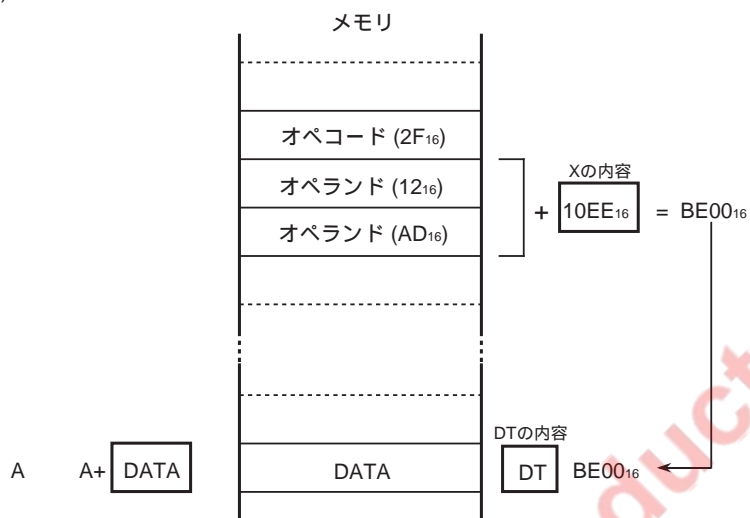 メモリ
オペコード (2F16)
Xの内容
オペランド (1216)
+ 10EE16 = BE0016
オペランド (AD16)
DTの内容
A A+ DATA DATA DT BE0016
duct